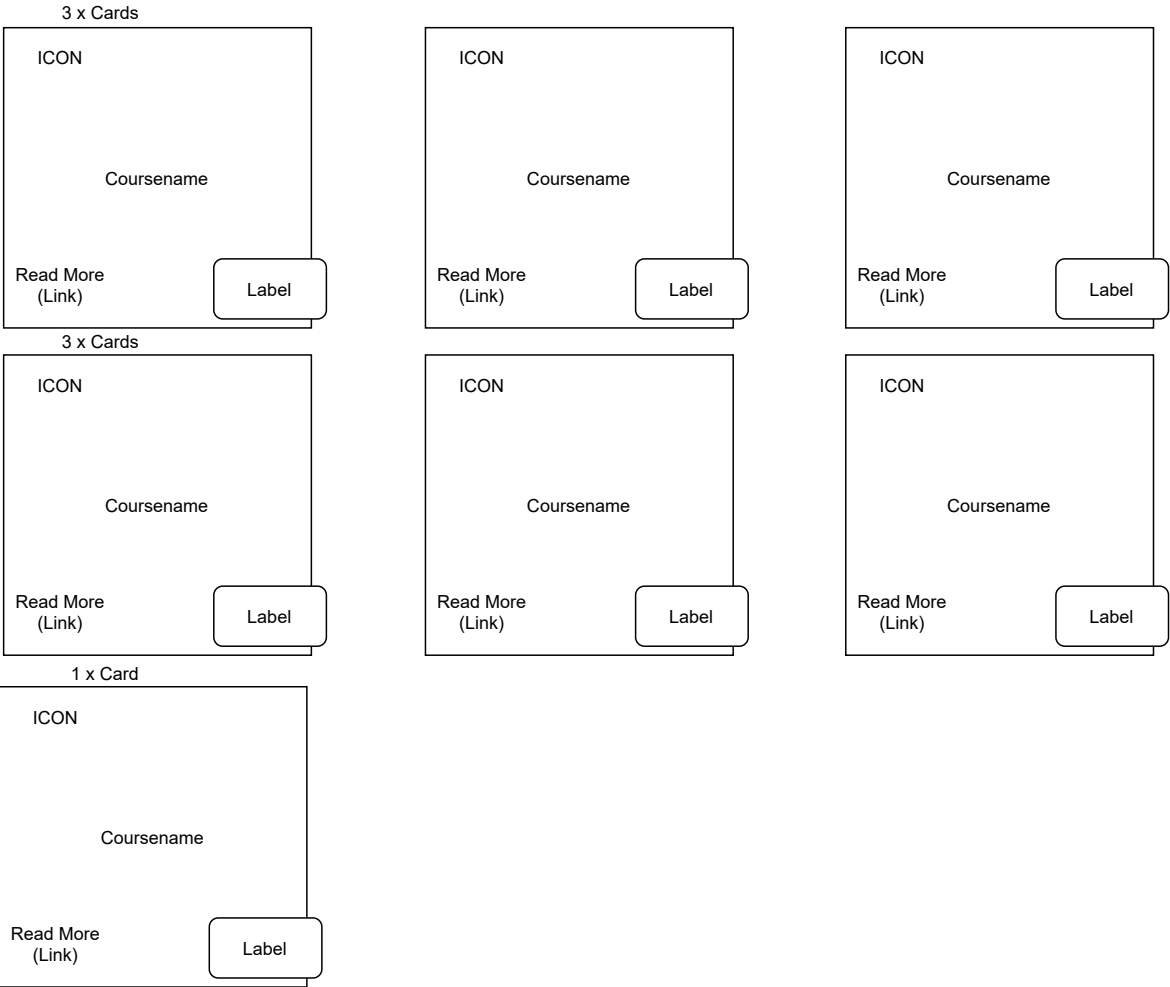 3 x Cards
ICON
ICON
ICON
Coursename
Coursename
Coursename
Read More
(Link)
Label
Read More
(Link)
Label
Read More
(Link)
Label
3 x Cards
ICON
ICON
ICON
Coursename
Coursename
Coursename
Read More
(Link)
Label
Read More
(Link)
Label
Read More
(Link)
Label
1 x Card
ICON
Coursename
Read More
(Link)
Label